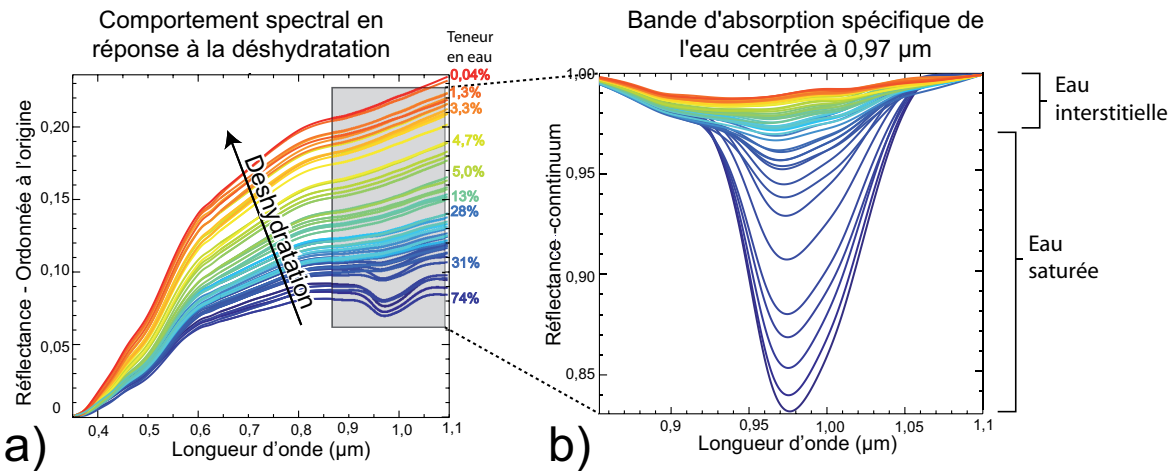 Comportement spectral en
réponse à la déshydratation
Teneur
en eau
0,04%
1,3%
3,3%
4,7%
5,0%
13%
28%
31%
74%
Déshydratation
Réflectance - Ordonnée à l'origine
0,20
0,15
0,10
0,05
0
0,4
0,5
0,6
0,7
0,8
0,9
1,0
1,1
Longueur d'onde (µm)
a)
Bande d'absorption spécifique de
l'eau centrée à 0,97 µm
Réflectance -continuum
1,00
0,95
0,90
0,85
0,9
0,95
1,00
1,05
1,1
Longueur d'onde (µm)
b)
Eau
interstitielle
Eau
saturée